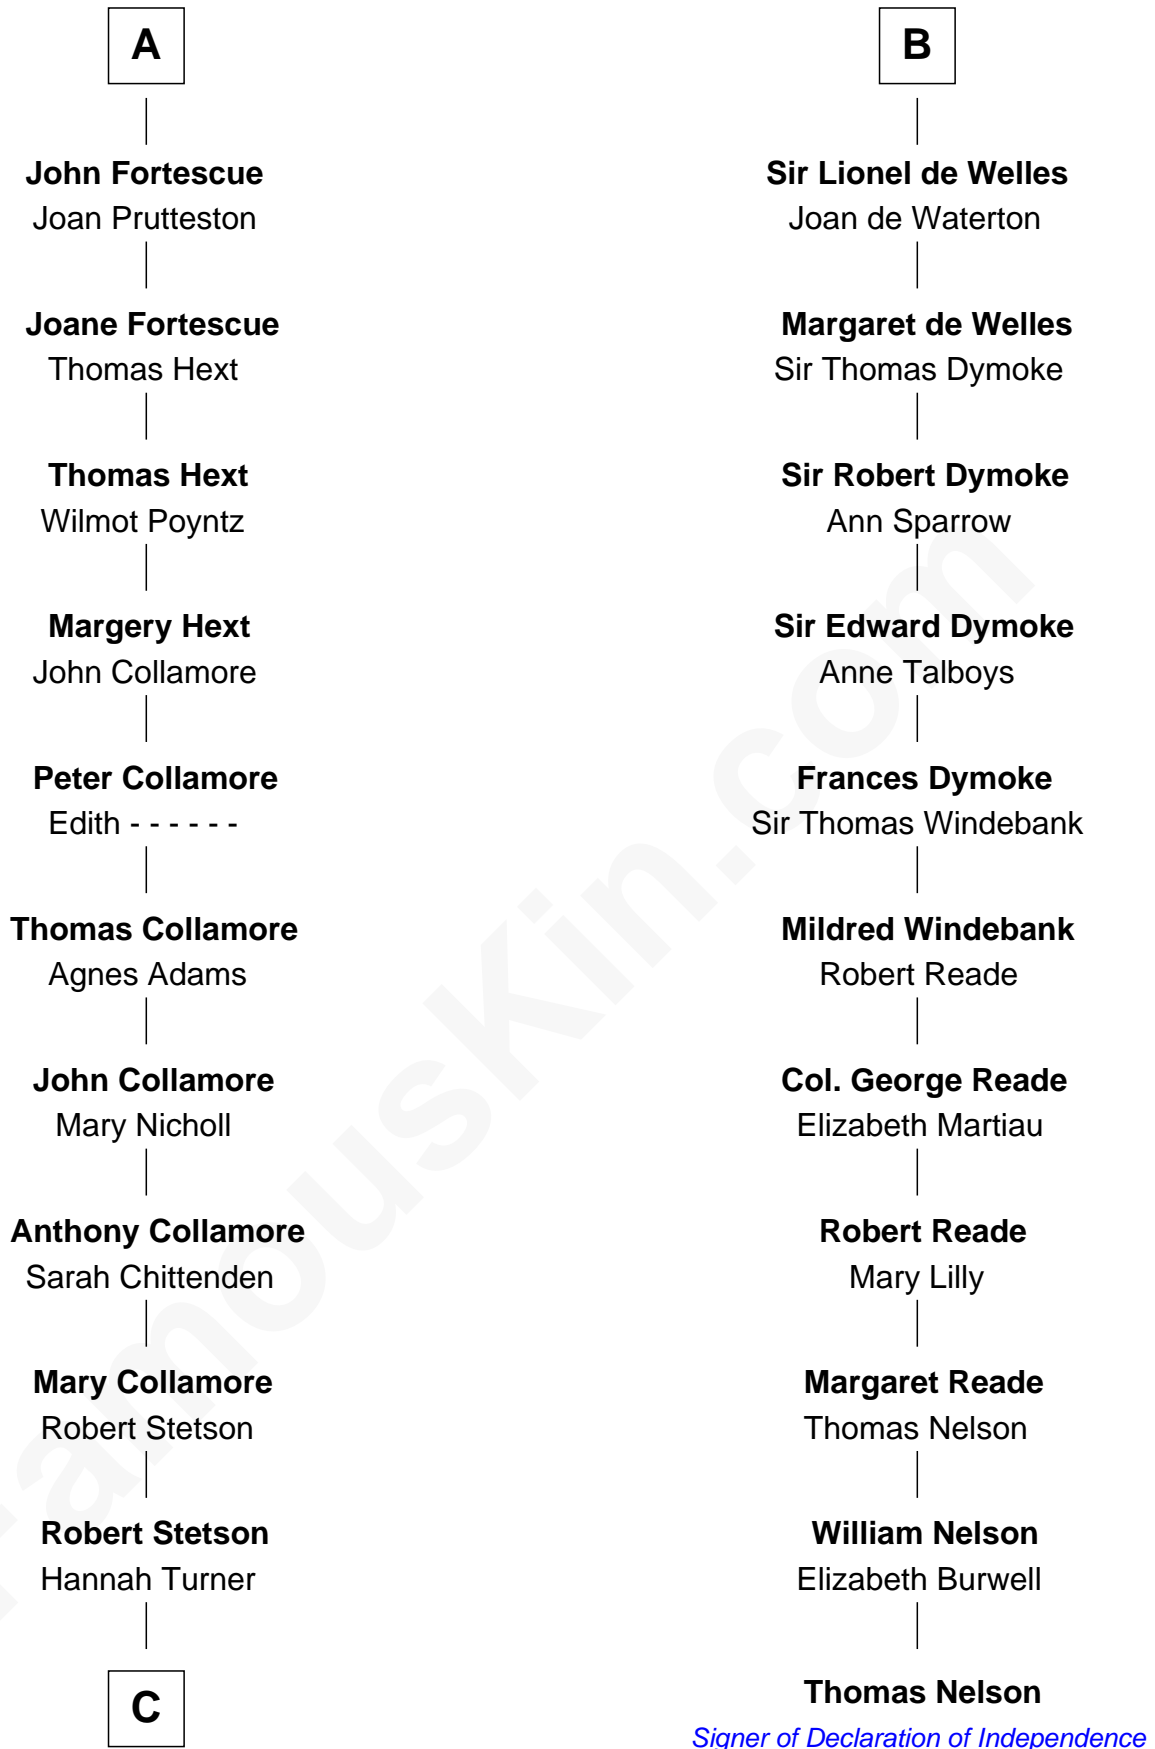 A
John Fortescue
Joan Prutteston
Joane Fortescue
Thomas Hext
Thomas Hext
Wilmot Poyntz
Margery Hext
John Collamore
Peter Collamore
Edith - - - - - -
Thomas Collamore
Agnes Adams
John Collamore
Mary Nicholl
Anthony Collamore
Sarah Chittenden
Mary Collamore
Robert Stetson
Robert Stetson
Hannah Turner
C
B
Sir Lionel de Welles
Joan de Waterton
Margaret de Welles
Sir Thomas Dymoke
Sir Robert Dymoke
Ann Sparrow
Sir Edward Dymoke
Anne Talboys
Frances Dymoke
Sir Thomas Windebank
Mildred Windebank
Robert Reade
Col. George Reade
Elizabeth Martiau
Robert Reade
Mary Lilly
Margaret Reade
Thomas Nelson
William Nelson
Elizabeth Burwell
Thomas Nelson
Signer of Declaration of Independence
FamousKin.com